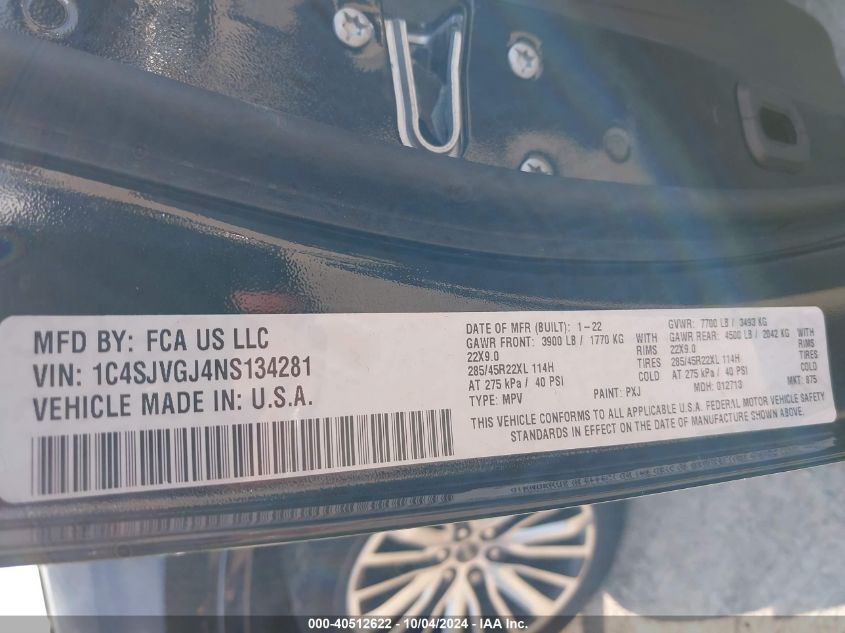 MFD BY: FCA US LLC
VIN: 1C4SJVGJ4NS134281
VEHICLE MADE IN: U.S.A.
DATE OF MFR (BUILT): 1-22 GVWR: 7700 LB / 3493 KG
GAWR FRONT: 3900 LB / 1770 KG WITH GAWR REAR: 4500 LB / 2042 KG WITH
22X9.0 RIMS 22X9.0 RIMS
285/45R22XL 114H TIRES 285/45R22XL 114H TIRES
AT 275 kPa / 40 PSI AT 275 kPa / 40 PSI
TYPE: MPV PAINT: PXJ MDH: 012713 MKT: 875
THIS VEHICLE CONFORMS TO ALL APPLICABLE U.S.A. FEDERAL MOTOR VEHICLE SAFETY
STANDARDS IN EFFECT ON THE DATE OF MANUFACTURE SHOWN ABOVE.
000-40512622 - 10/04/2024 - IAA Inc.